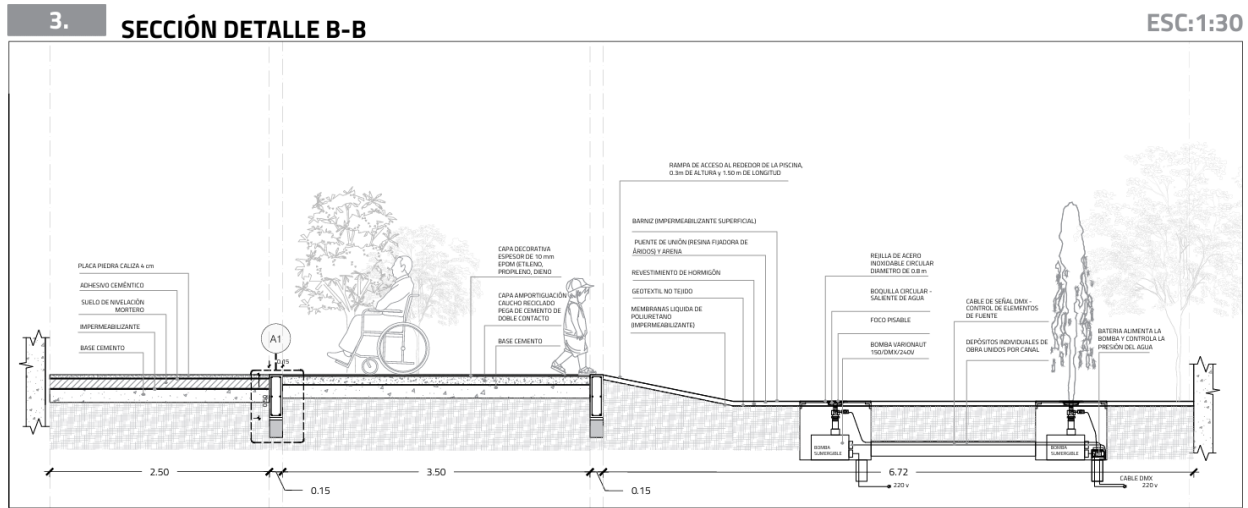 3.
SECCIÓN DETALLE B-B
ESC:1:30
RAMPA DE ACCESO AL REDEDOR DE LA PISCINA,
0.3m DE ALTURA y 1.50 m DE LONGITUD
BARNIZ (IMPERMEABILIZANTE SUPERFICIAL)
PUENTE DE UNIÓN (RESINA FIJADORA DE
ÁRIDOS) Y ARENA
REVESTIMIENTO DE HORMIGÓN
GEOTEXTIL NO TEJIDO
MEMBRANAS LIQUIDA DE
POLIURETANO
(IMPERMEABILIZANTE)
CAPA DECORATIVA
ESPESOR DE 10 mm
EPDM (ETILENO,
PROPILENO, DIENO
CAPA AMPORTIGUACIÓN
CAUCHO RECICLADO
PEGA DE CEMENTO DE
DOBLE CONTACTO
BASE CEMENTO
PLACA PIEDRA CALIZA 4 cm
ADHESIVO CEMÉNTICO
SUELO DE NIVELACIÓN
MORTERO
IMPERMEABILIZANTE
BASE CEMENTO
REJILLA DE ACERO
INOXIDABLE CIRCULAR
DIAMETRO DE 0.8 m
BOQUILLA CIRCULAR -
SALIENTE DE AGUA
FOCO PISABLE
BOMBA VARIONAUT
150/DMX/240V
CABLE DE SEÑAL DMX -
CONTROL DE ELEMENTOS
DE FUENTE
DEPÓSITOS INDIVIDUALES DE
OBRA UNIDOS POR CANAL
BATERIA ALIMENTA LA
BOMBA Y CONTROLA LA
PRESIÓN DEL AGUA
A1
0.15
BOMBA
SUMERGIBLE
BOMBA
SUMERGIBLE
2.50
3.50
6.72
0.15
0.15
220 v
CABLE DMX
220 v